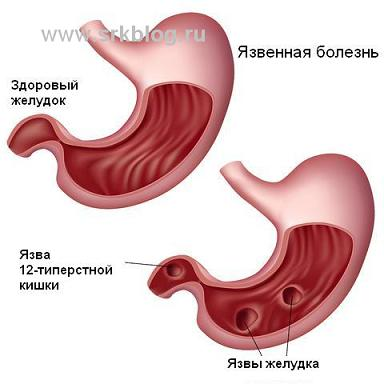 www.srkblog.ru
Язвенная болезнь
Здоровый
желудок
Язва
12-типерстной
кишки
Язвы желудка